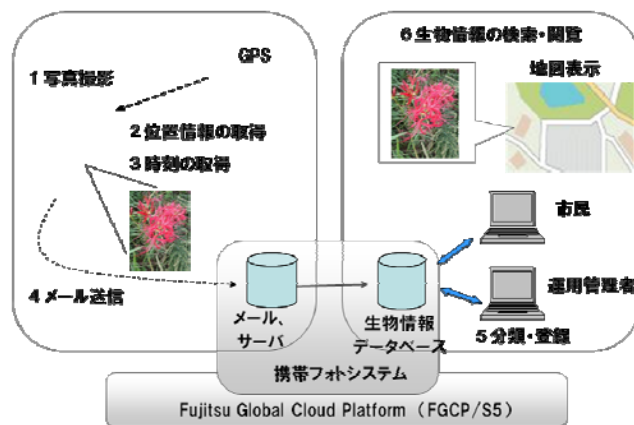 GPS
1写真撮影
2位置情報の取得
3時刻の取得
4メール送信
メール、
サーバ
生物情報
データベース
携帯フォトシステム
Fujitsu Global Cloud Platform (FGCP/S5)
6生物情報の検索・閲覧
地図表示
市民
運用管理者
5分類・登録